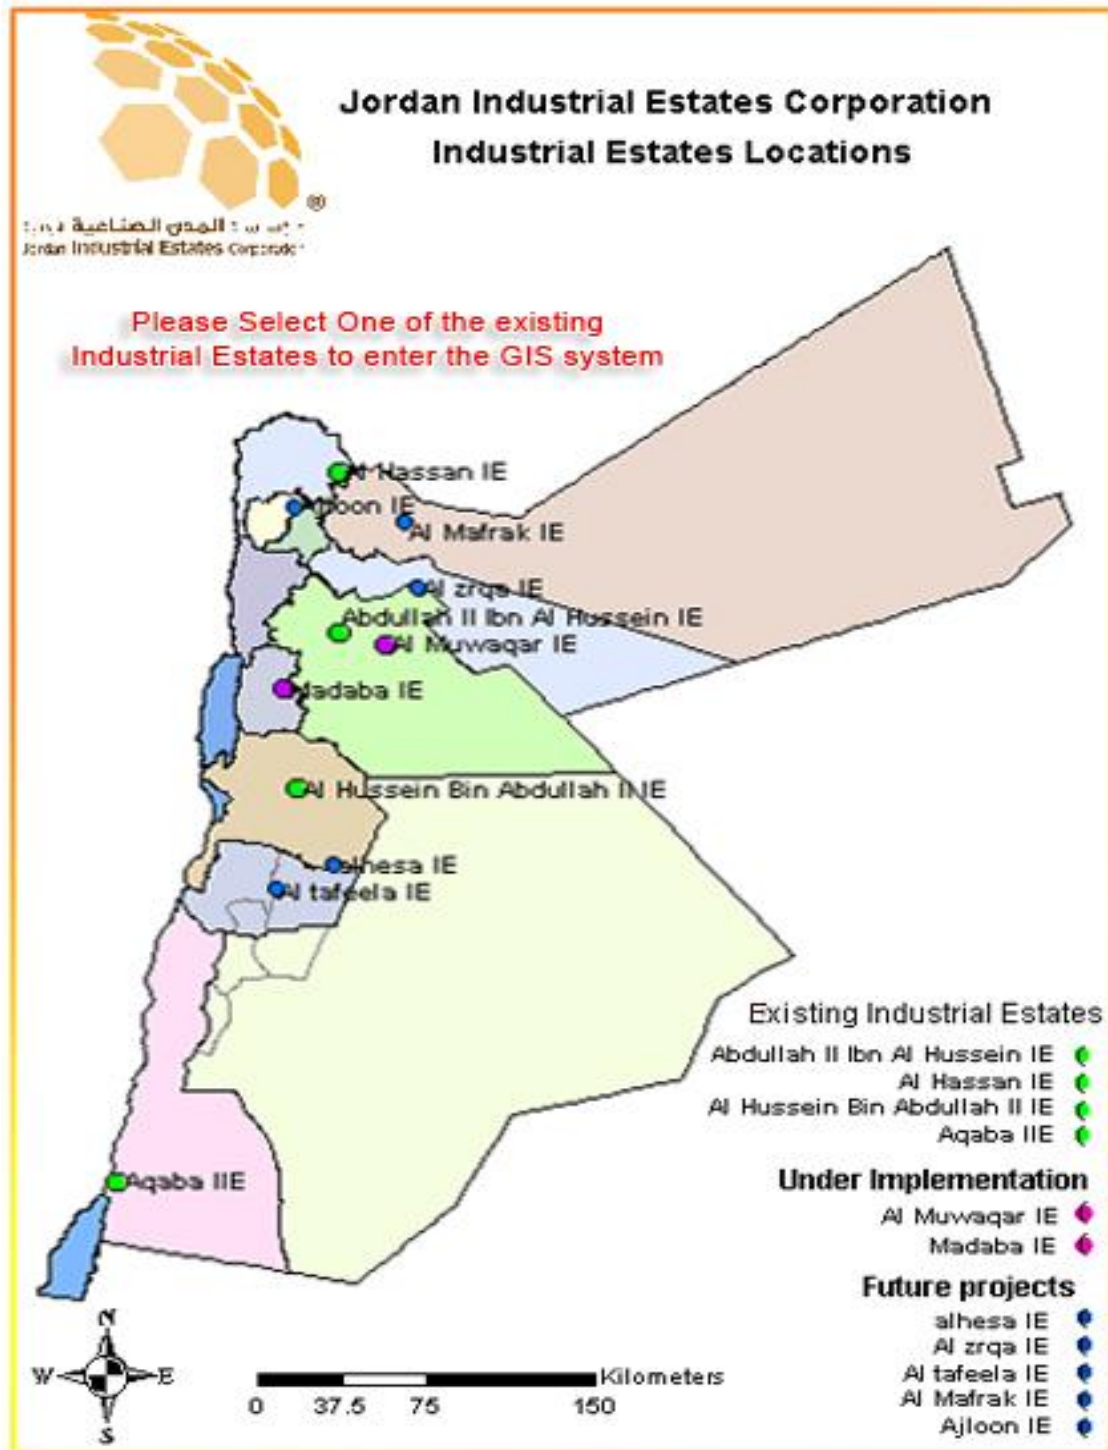 Jordan Industrial Estates Corporation
Industrial Estates Locations
®
المدن الصناعية
Jordan Industrial Estates Corporation
Please Select One of the existing
Industrial Estates to enter the GIS system
Al Hassan IE
Ajloon IE
Al Mafrak IE
Al zrqa IE
Abdullah II Ibn Al Hussein IE
Al Muwaqar IE
Madaba IE
Al Hussein Bin Abdullah II IE
alhesa IE
Al tafeela IE
Aqaba IIE
Existing Industrial Estates
Abdullah II Ibn Al Hussein IE
Al Hassan IE
Al Hussein Bin Abdullah II IE
Aqaba IIE
Under Implementation
Al Muwaqar IE
Madaba IE
Future projects
alhesa IE
Al zrqa IE
Al tafeela IE
Al Mafrak IE
Ajloon IE
N
W E
S
Kilometers
0 37.5 75 150